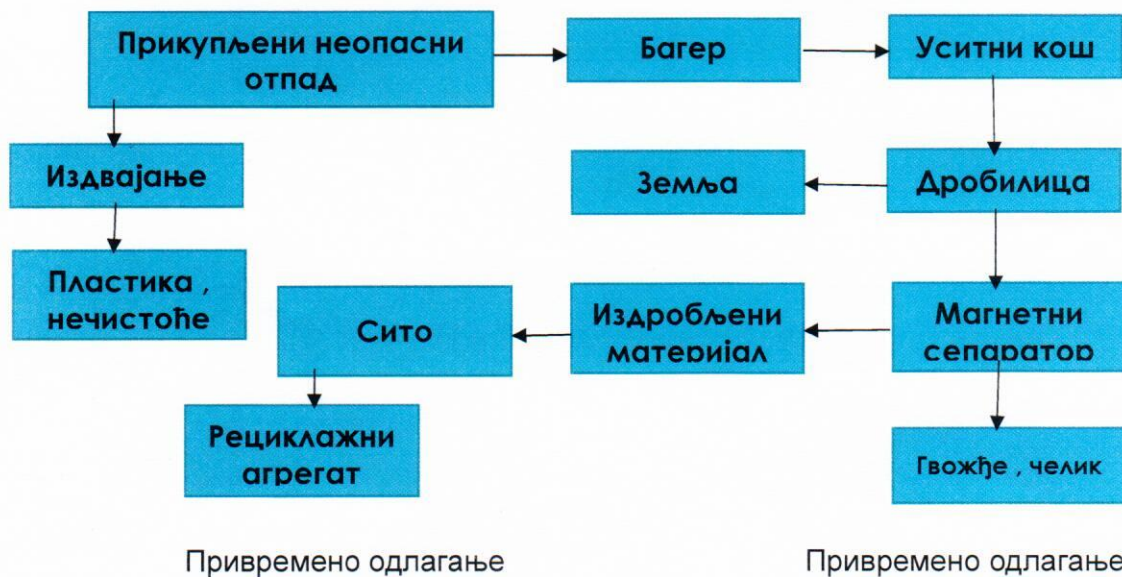 Прикупљени неопасни
отпад
Багер
Уситни кош
Издвајање
Земља
Дробилица
Пластика ,
нечистоће
Сито
Издробљени
материјал
Магнетни
сепаратор
Рециклажни
агрегат
Гвожђе , челик
Привремено одлагање
Привремено одлагање